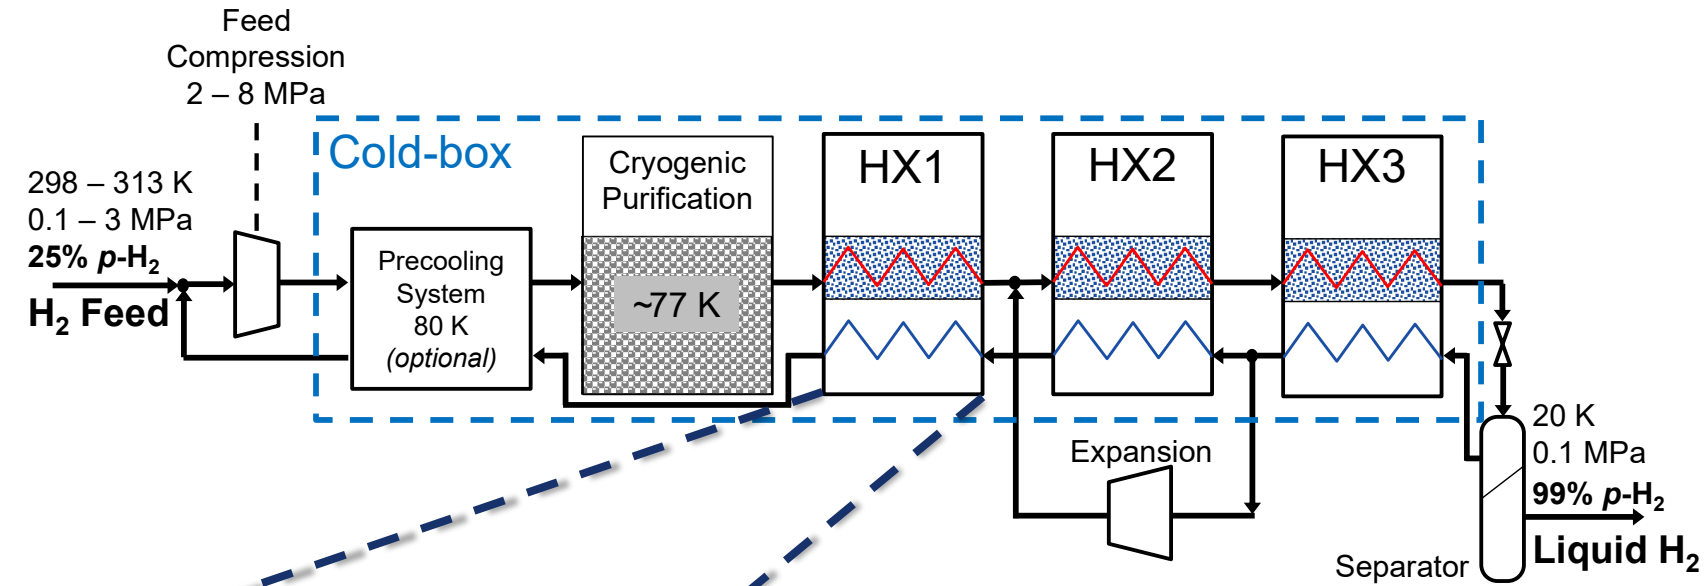 Feed
Compression
2 – 8 MPa
Cold-box
298 – 313 K
0.1 – 3 MPa
25% p-H₂
H₂ Feed
Precooling
System
80 K
(optional)
Cryogenic
Purification
~77 K
HX1
HX2
HX3
Expansion
20 K
0.1 MPa
99% p-H₂
Liquid H₂
Separator